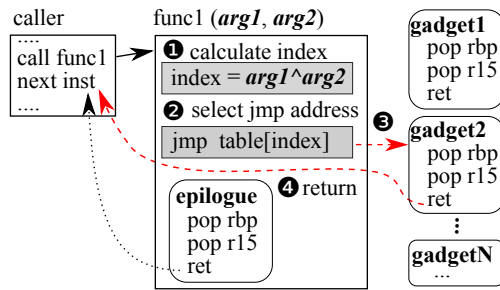 caller
....
call func1
next inst
....
func1 (arg1, arg2)
❶ calculate index
index = arg1^arg2
❷ select jmp address
jmp table[index]
❸
❹ return
epilogue
pop rbp
pop r15
ret
gadget1
pop rbp
pop r15
ret
gadget2
pop rbp
pop r15
ret
⋮
gadgetN
...